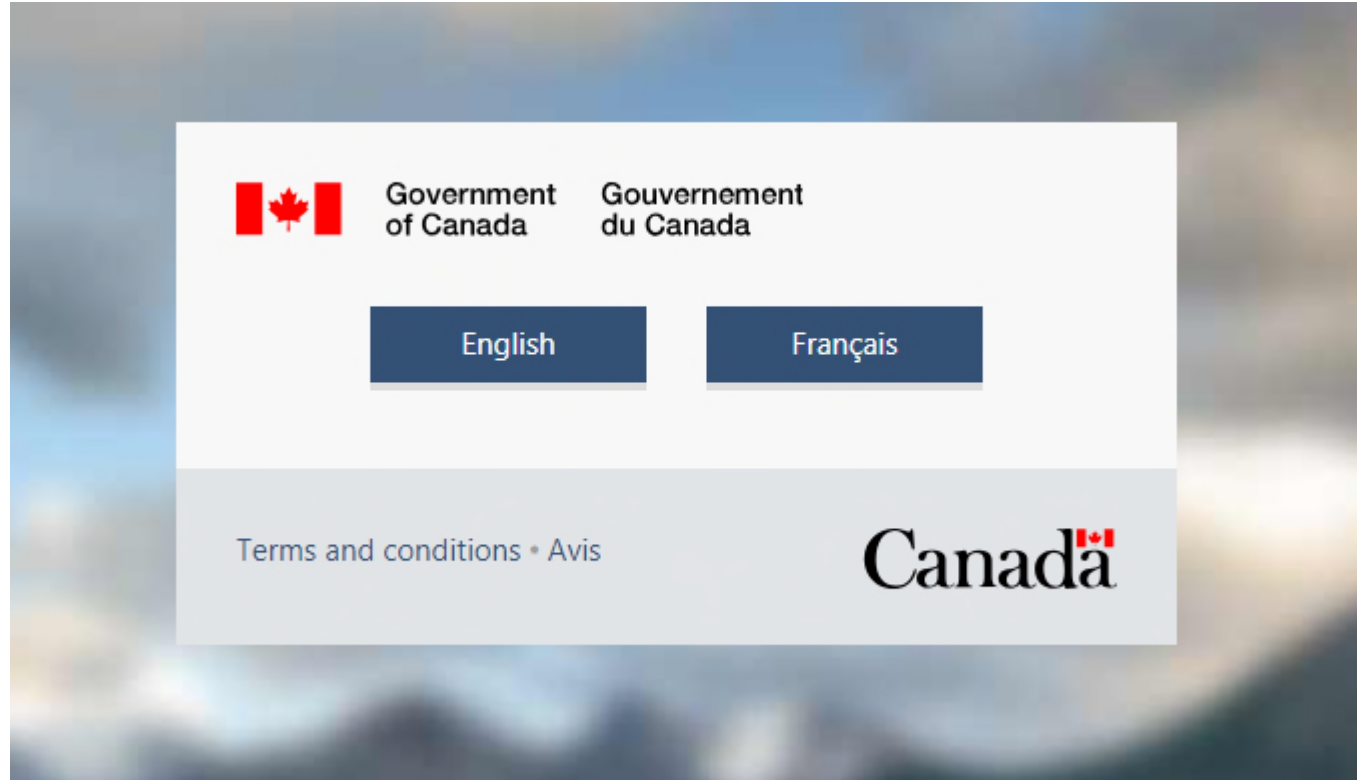 Government of Canada
Gouvernement du Canada
English
Français
Terms and conditions • Avis
Canada